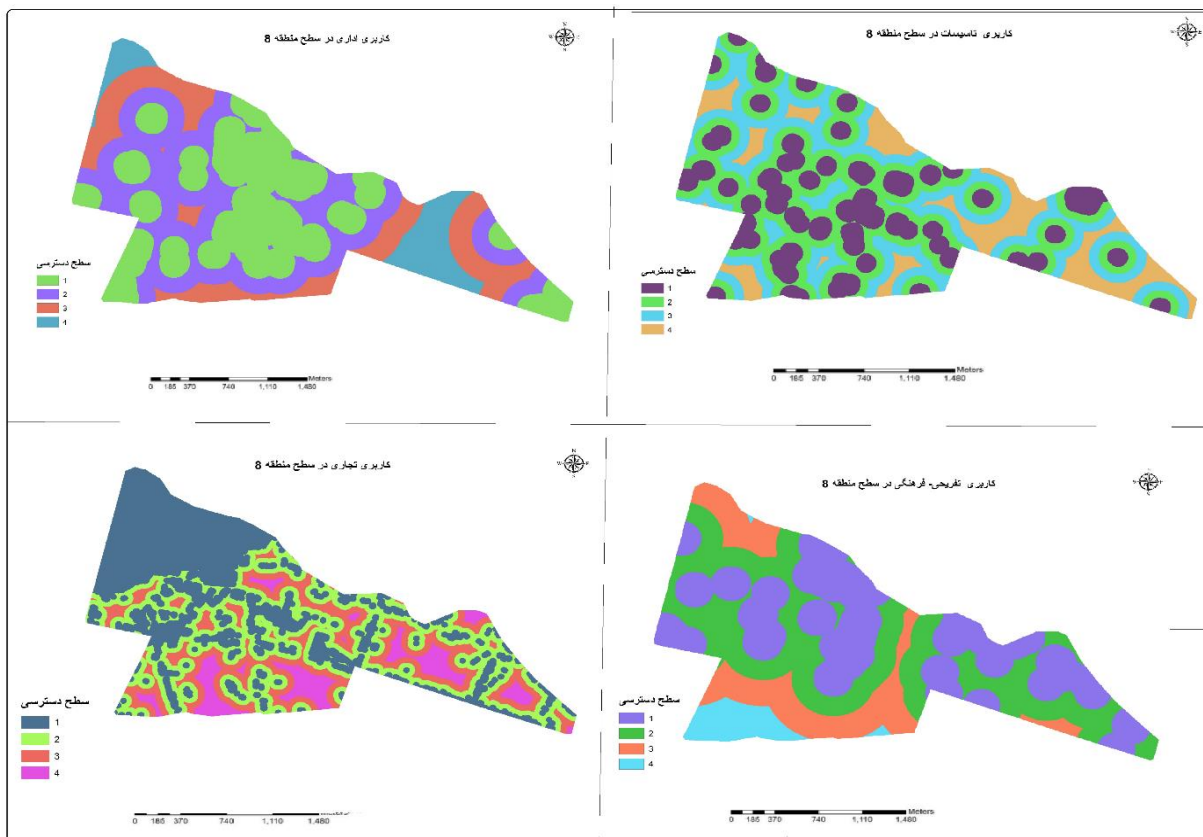 کاربری اداری در سطح منطقه 8
سطح دسترسی
1
2
3
4
Meters
0 185 370 740 1,110 1,480
کاربری تاسیسات در سطح منطقه 8
سطح دسترسی
1
2
3
4
Meters
0 185 370 740 1,110 1,480
کاربری تجاری در سطح منطقه 8
سطح دسترسی
1
2
3
4
0 185 370 740 1,110 1,480
کاربری تفریحی- فرهنگی در سطح منطقه 8
سطح دسترسی
1
2
3
4
Meters
0 185 370 740 1,110 1,480